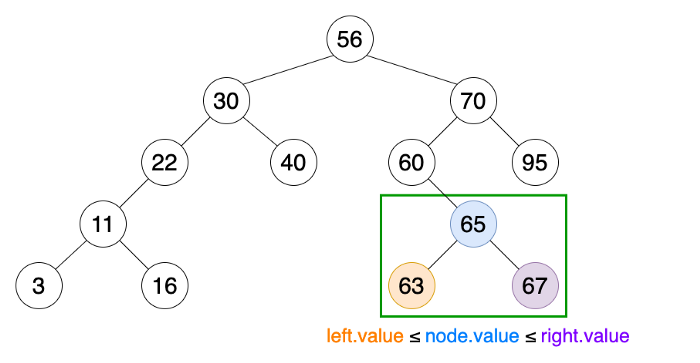 56
30 70
22 40 60 95
11 65
3 16 63 67
left.value ≤ node.value ≤ right.value